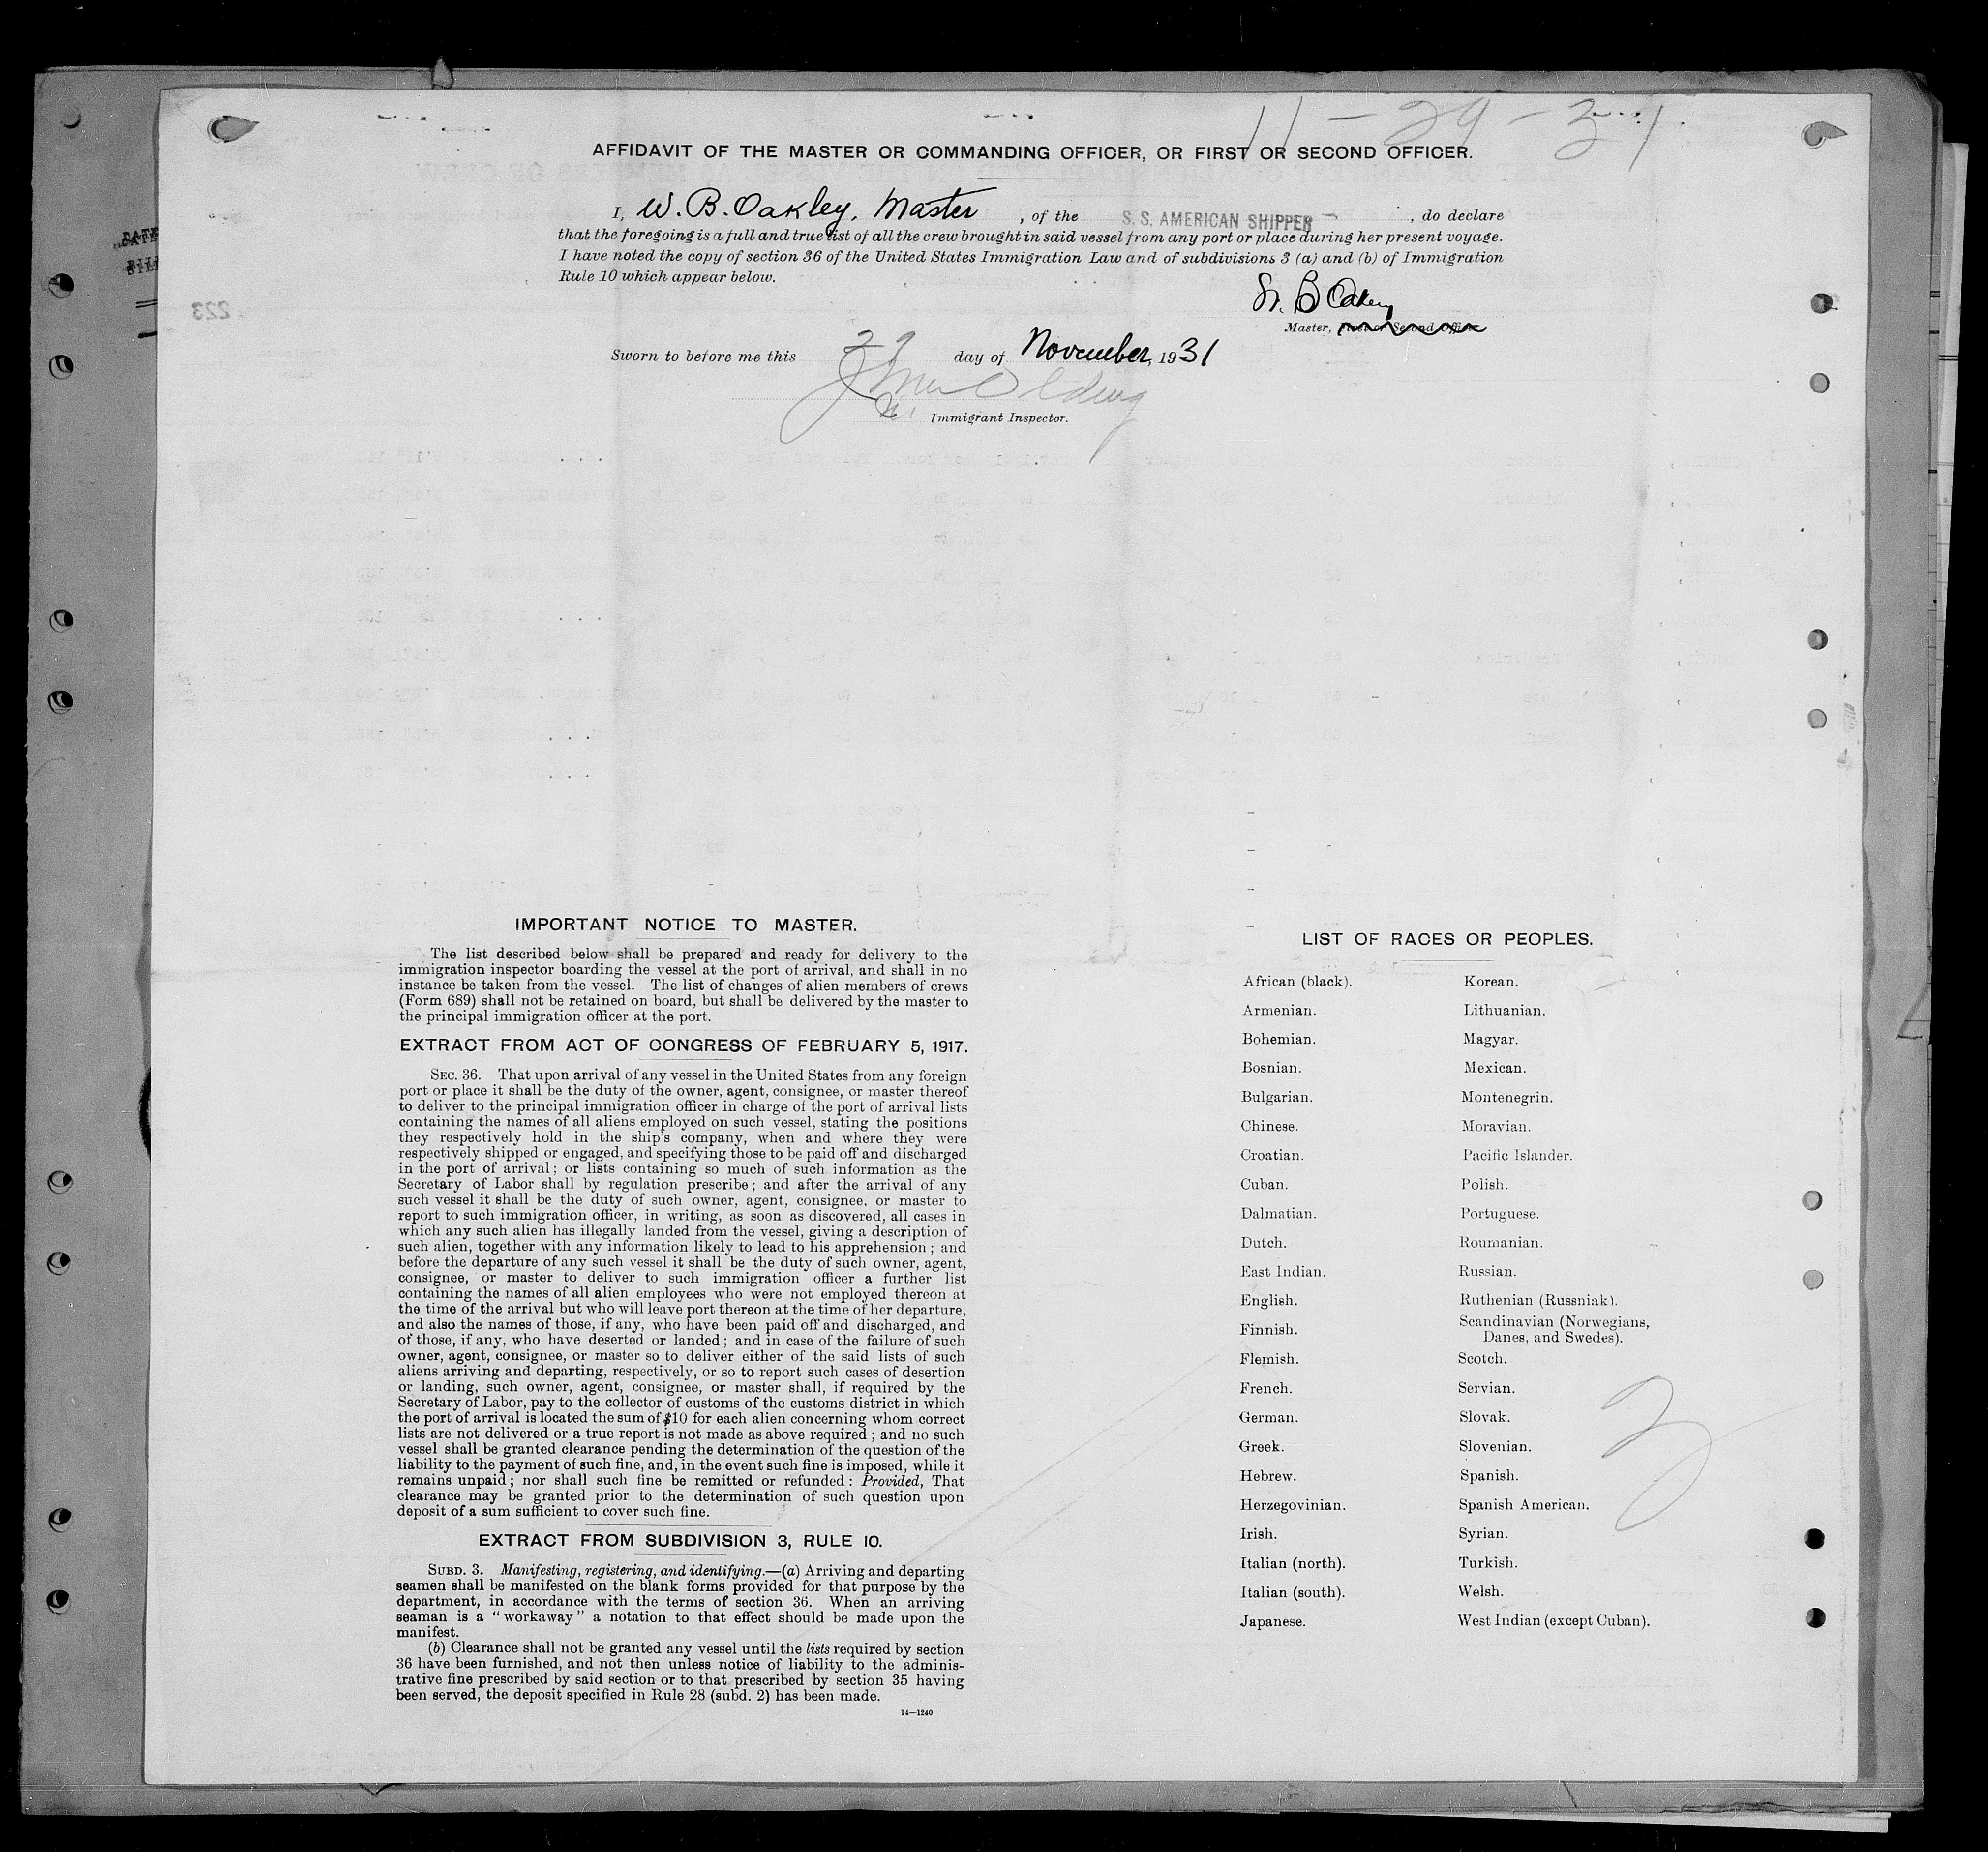 11-29-31
AFFIDAVIT OF THE MASTER OR COMMANDING OFFICER, OR FIRST OR SECOND OFFICER.
I, W. B. Oakley, Master, of the S. S. AMERICAN SHIPPER, do declare
that the foregoing is a full and true list of all the crew brought in said vessel from any port or place during her present voyage.
I have noted the copy of section 36 of the United States Immigration Law and of subdivisions 3 (a) and (b) of Immigration
Rule 10 which appear below.
W. B Oakley
Master, First or Second Officer.
Sworn to before me this 29 day of November, 1931
Immigrant Inspector.
223
IMPORTANT NOTICE TO MASTER.
The list described below shall be prepared and ready for delivery to the
immigration inspector boarding the vessel at the port of arrival, and shall in no
instance be taken from the vessel. The list of changes of alien members of crews
(Form 689) shall not be retained on board, but shall be delivered by the master to
the principal immigration officer at the port.
EXTRACT FROM ACT OF CONGRESS OF FEBRUARY 5, 1917.
SEC. 36. That upon arrival of any vessel in the United States from any foreign
port or place it shall be the duty of the owner, agent, consignee, or master thereof
to deliver to the principal immigration officer in charge of the port of arrival lists
containing the names of all aliens employed on such vessel, stating the positions
they respectively hold in the ship's company, when and where they were
respectively shipped or engaged, and specifying those to be paid off and discharged
in the port of arrival; or lists containing so much of such information as the
Secretary of Labor shall by regulation prescribe; and after the arrival of any
such vessel it shall be the duty of such owner, agent, consignee, or master to
report to such immigration officer, in writing, as soon as discovered, all cases in
which any such alien has illegally landed from the vessel, giving a description of
such alien, together with any information likely to lead to his apprehension; and
before the departure of any such vessel it shall be the duty of such owner, agent,
consignee, or master to deliver to such immigration officer a further list
containing the names of all alien employees who were not employed thereon at
the time of the arrival but who will leave port thereon at the time of her departure,
and also the names of those, if any, who have been paid off and discharged, and
of those, if any, who have deserted or landed; and in case of the failure of such
owner, agent, consignee, or master so to deliver either of the said lists of such
aliens arriving and departing, respectively, or so to report such cases of desertion
or landing, such owner, agent, consignee, or master shall, if required by the
Secretary of Labor, pay to the collector of customs of the customs district in which
the port of arrival is located the sum of $10 for each alien concerning whom correct
lists are not delivered or a true report is not made as above required; and no such
vessel shall be granted clearance pending the determination of the question of the
liability to the payment of such fine, and, in the event such fine is imposed, while it
remains unpaid; nor shall such fine be remitted or refunded: Provided, That
clearance may be granted prior to the determination of such question upon
deposit of a sum sufficient to cover such fine.
EXTRACT FROM SUBDIVISION 3, RULE 10.
SUBD. 3. Manifesting, registering, and identifying.—(a) Arriving and departing
seamen shall be manifested on the blank forms provided for that purpose by the
department, in accordance with the terms of section 36. When an arriving
seaman is a "workaway" a notation to that effect should be made upon the
manifest.
(b) Clearance shall not be granted any vessel until the lists required by section
36 have been furnished, and not then unless notice of liability to the adminis-
trative fine prescribed by said section or to that prescribed by section 35 having
been served, the deposit specified in Rule 28 (subd. 2) has been made.
14—1240
LIST OF RACES OR PEOPLES.
African (black). Korean.
Armenian. Lithuanian.
Bohemian. Magyar.
Bosnian. Mexican.
Bulgarian. Montenegrin.
Chinese. Moravian.
Croatian. Pacific Islander.
Cuban. Polish.
Dalmatian. Portuguese.
Dutch. Roumanian.
East Indian. Russian.
English. Ruthenian (Russniak).
Finnish. Scandinavian (Norwegians,
Danes, and Swedes).
Flemish. Scotch.
French. Servian.
German. Slovak.
Greek. Slovenian.
Hebrew. Spanish.
Herzegovinian. Spanish American.
Irish. Syrian.
Italian (north). Turkish.
Italian (south). Welsh.
Japanese. West Indian (except Cuban).
2